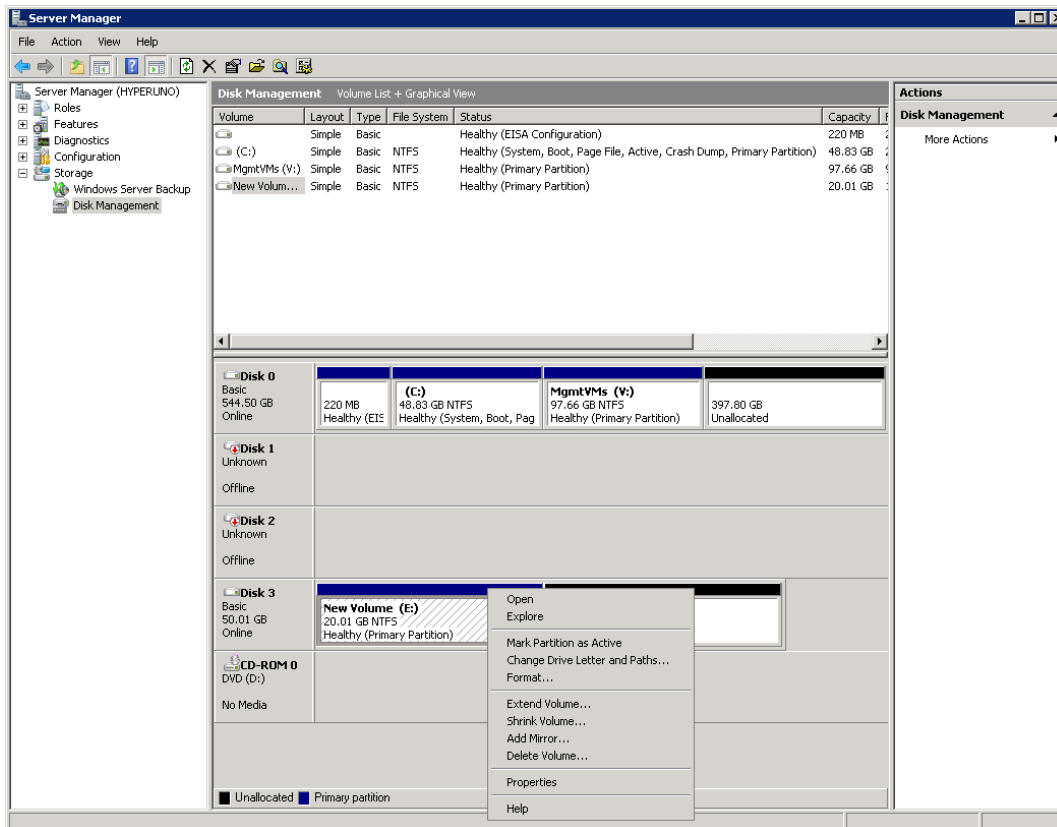 Server Manager
File Action View Help
Server Manager (HYPERUNO)
Roles
Features
Diagnostics
Configuration
Storage
Windows Server Backup
Disk Management
Disk Management Volume List + Graphical View
Volume Layout Type File System Status Capacity F
Simple Basic Healthy (EISA Configuration) 220 MB
(C:) Simple Basic NTFS Healthy (System, Boot, Page File, Active, Crash Dump, Primary Partition) 48.83 GB
MgmtVMs (V:) Simple Basic NTFS Healthy (Primary Partition) 97.66 GB
New Volum... Simple Basic NTFS Healthy (Primary Partition) 20.01 GB
Disk 0
Basic
544.50 GB
Online
220 MB
Healthy (EIS
(C:)
48.83 GB NTFS
Healthy (System, Boot, Pag
MgmtVMs (V:)
97.66 GB NTFS
Healthy (Primary Partition)
397.80 GB
Unallocated
Disk 1
Unknown
Offline
Disk 2
Unknown
Offline
Disk 3
Basic
50.01 GB
Online
New Volume (E:)
20.01 GB NTFS
Healthy (Primary Partition)
CD-ROM 0
DVD (D:)
No Media
Open
Explore
Mark Partition as Active
Change Drive Letter and Paths...
Format...
Extend Volume...
Shrink Volume...
Add Mirror...
Delete Volume...
Properties
Help
Unallocated Primary partition
Actions
Disk Management
More Actions